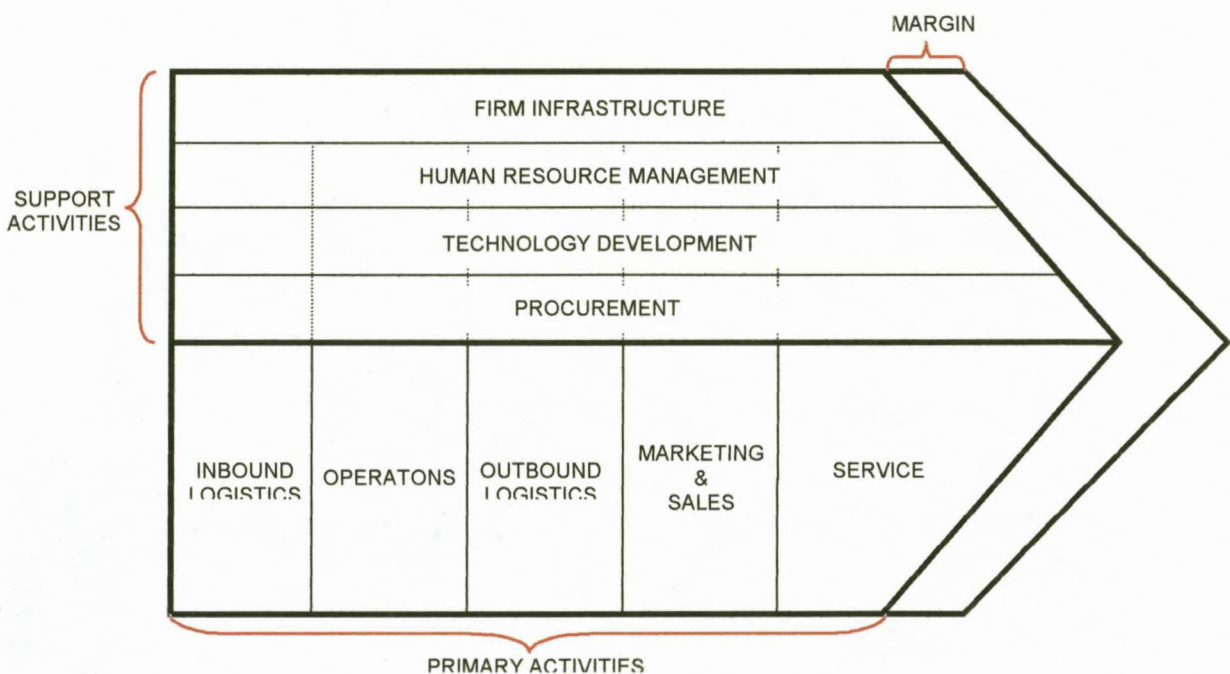 MARGIN
FIRM INFRASTRUCTURE
HUMAN RESOURCE MANAGEMENT
SUPPORT
ACTIVITIES
TECHNOLOGY DEVELOPMENT
PROCUREMENT
INBOUND
LOGISTICS
OPERATONS
OUTBOUND
LOGISTICS
MARKETING
&
SALES
SERVICE
PRIMARY ACTIVITIES